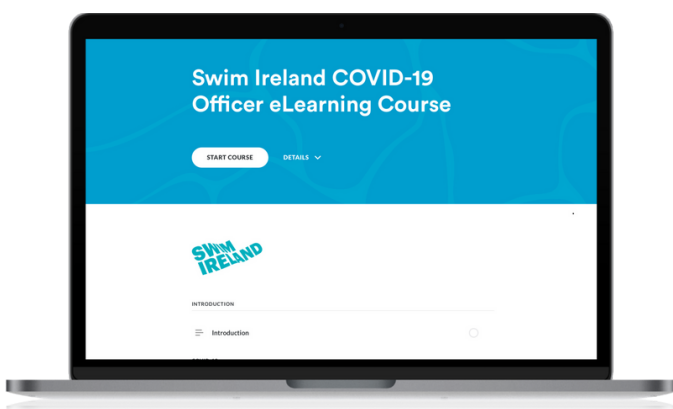 Swim Ireland COVID-19
Officer eLearning Course
START COURSE
DETAILS
SWIM
IRELAND
INTRODUCTION
Introduction